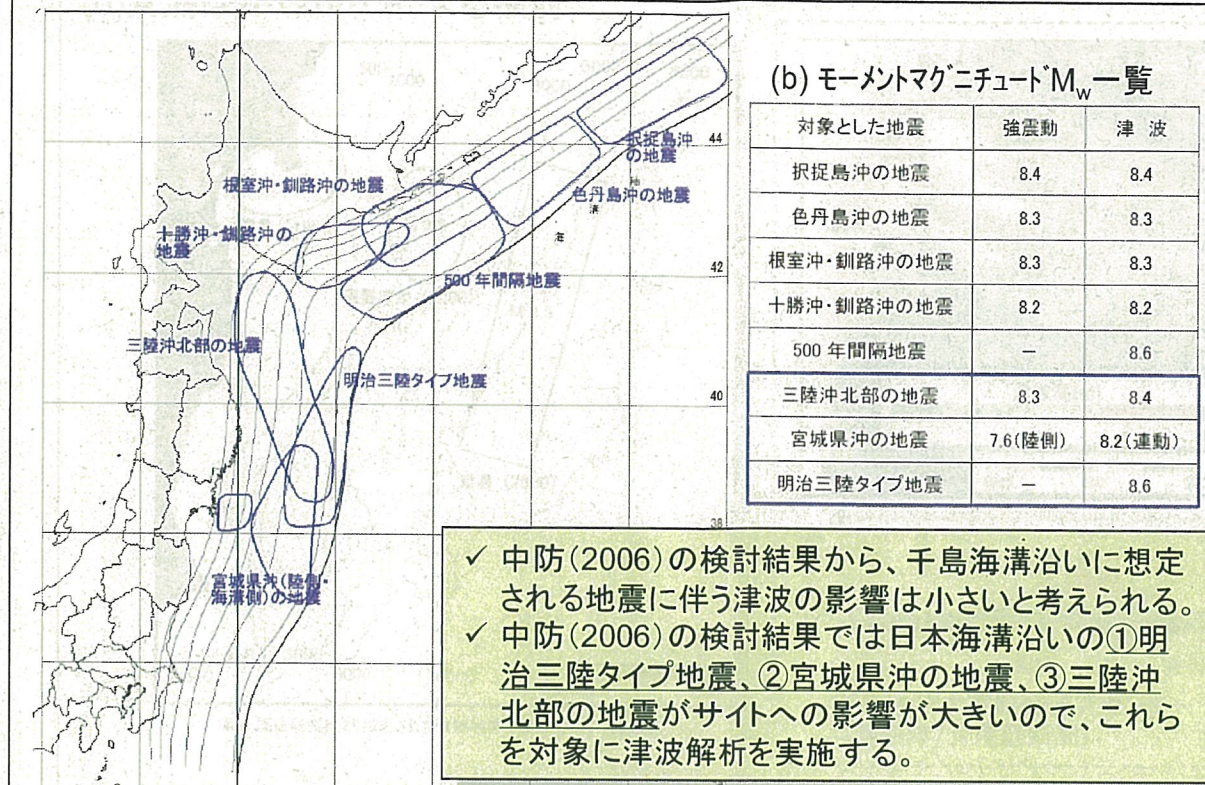 (b) モーメントマグニチュードMw一覧
対象とした地震 強震動 津 波
択捉島沖の地震 8.4 8.4
色丹島沖の地震 8.3 8.3
根室沖・釧路沖の地震 8.3 8.3
十勝沖・釧路沖の地震 8.2 8.2
500 年間隔地震 － 8.6
三陸沖北部の地震 8.3 8.4
宮城県沖の地震 7.6(陸側) 8.2(連動)
明治三陸タイプ地震 － 8.6
択捉島沖
の地震
44
根室沖・釧路沖の地震
色丹島沖の地震
溝
海
十勝沖・釧路沖の
地震
500 年間隔地震
42
三陸沖北部の地震
明治三陸タイプ地震
40
38
宮城県沖(陸側・
海溝側)の地震
✓ 中防(2006)の検討結果から、千島海溝沿いに想定
される地震に伴う津波の影響は小さいと考えられる。
✓ 中防(2006)の検討結果では日本海溝沿いの①明
治三陸タイプ地震、②宮城県沖の地震、③三陸沖
北部の地震がサイトへの影響が大きいので、これら
を対象に津波解析を実施する。